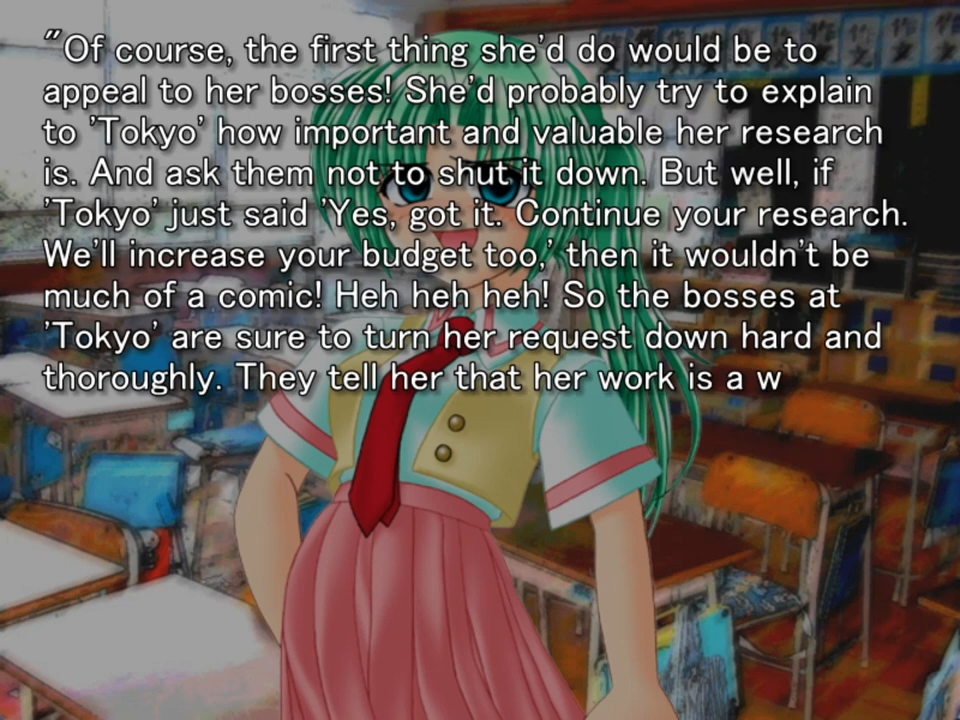 "Of course, the first thing she'd do would be to
appeal to her bosses! She'd probably try to explain
to 'Tokyo' how important and valuable her research
is. And ask them not to shut it down. But well, if
'Tokyo' just said 'Yes, got it. Continue your research.
We'll increase your budget too,' then it wouldn't be
much of a comic! Heh heh heh! So the bosses at
'Tokyo' are sure to turn her request down hard and
thoroughly. They tell her that her work is a w